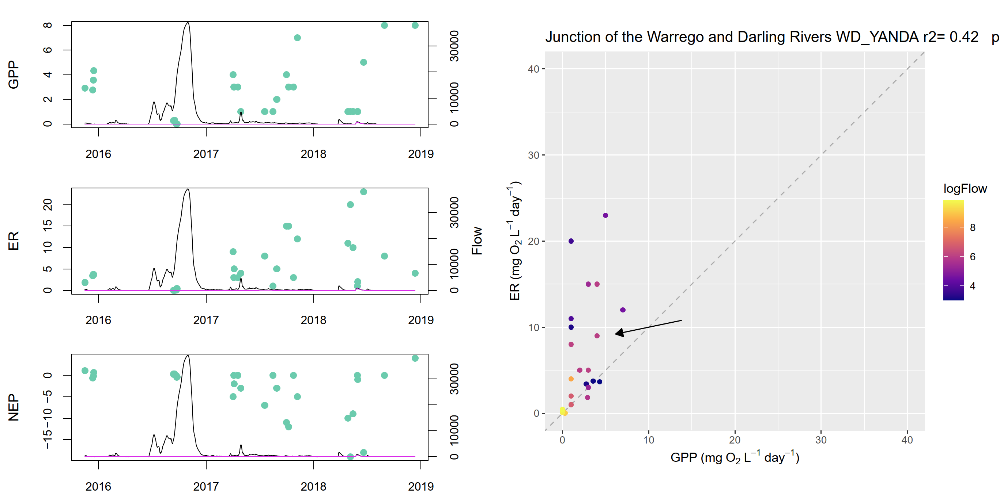 GPP
8
6
4
2
0
30000
10000
0
2016 2017 2018 2019
ER
20
15
10
5
0
30000
10000
0
Flow
2016 2017 2018 2019
NEP
0
−5
−10
−15
30000
10000
0
2016 2017 2018 2019
Junction of the Warrego and Darling Rivers WD_YANDA r2= 0.42 p
ER (mg O₂ L⁻¹ day⁻¹)
40
30
20
10
0
0 10 20 30 40
GPP (mg O₂ L⁻¹ day⁻¹)
logFlow
8
6
4